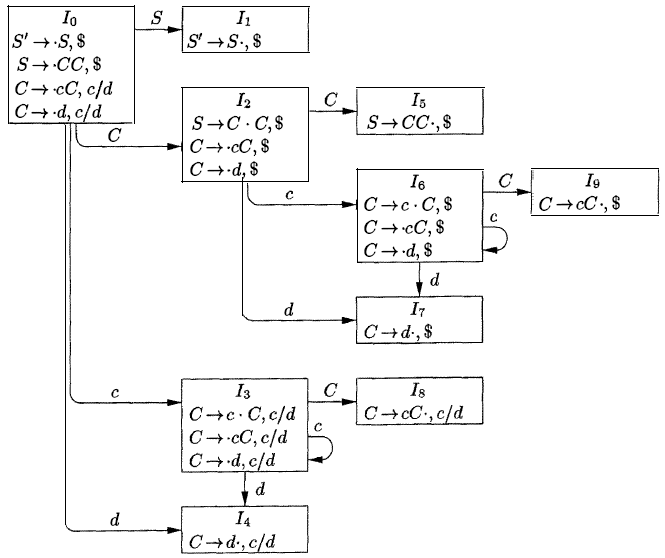 I₀
S′ → ·S, $
S → ·CC, $
C → ·cC, c/d
C → ·d, c/d
S
I₁
S′ → S·, $
C
I₂
S → C · C, $
C → ·cC, $
C → ·d, $
C
I₅
S → CC·, $
c
I₆
C → c · C, $
C → ·cC, $
C → ·d, $
C
I₉
C → cC·, $
c
d
d
I₇
C → d·, $
c
I₃
C → c · C, c/d
C → ·cC, c/d
C → ·d, c/d
C
I₈
C → cC·, c/d
c
d
d
I₄
C → d·, c/d